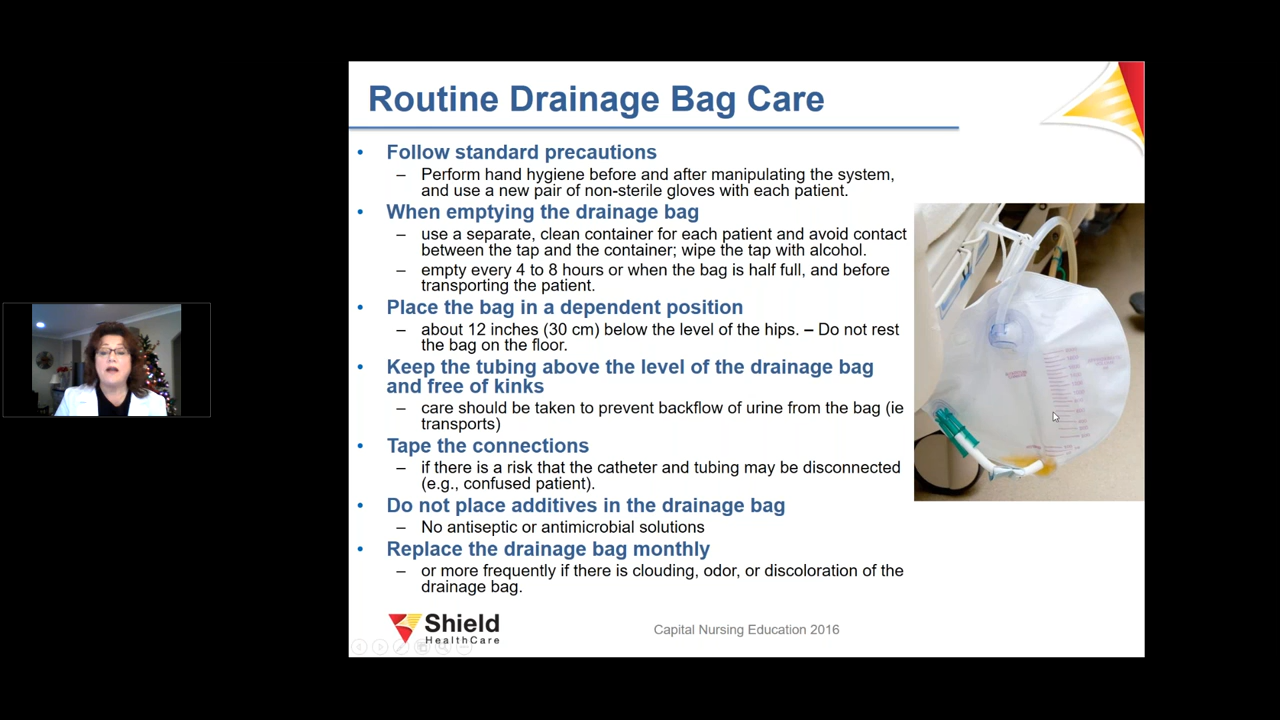 Routine Drainage Bag Care
• Follow standard precautions
– Perform hand hygiene before and after manipulating the system,
and use a new pair of non-sterile gloves with each patient.
• When emptying the drainage bag
– use a separate, clean container for each patient and avoid contact
between the tap and the container; wipe the tap with alcohol.
– empty every 4 to 8 hours or when the bag is half full, and before
transporting the patient.
• Place the bag in a dependent position
– about 12 inches (30 cm) below the level of the hips. – Do not rest
the bag on the floor.
• Keep the tubing above the level of the drainage bag
and free of kinks
– care should be taken to prevent backflow of urine from the bag (ie
transports)
• Tape the connections
– if there is a risk that the catheter and tubing may be disconnected
(e.g., confused patient).
• Do not place additives in the drainage bag
– No antiseptic or antimicrobial solutions
• Replace the drainage bag monthly
– or more frequently if there is clouding, odor, or discoloration of the
drainage bag.
Shield
HealthCare
Capital Nursing Education 2016